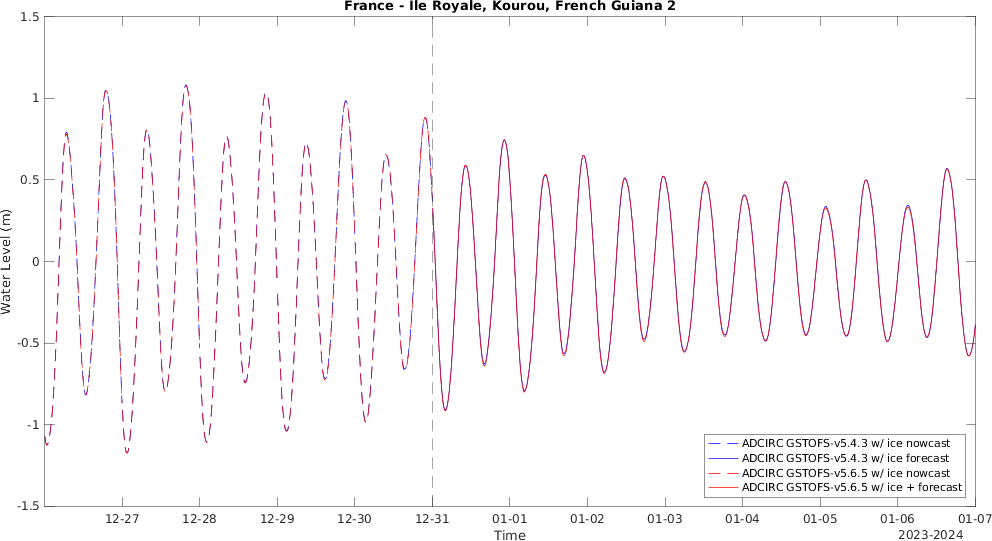 France - Ile Royale, Kourou, French Guiana 2
1.5
1
0.5
0
-0.5
-1
-1.5
Water Level (m)
12-27 12-28 12-29 12-30 12-31 01-01 01-02 01-03 01-04 01-05 01-06 01-07
Time
2023-2024
ADCIRC GSTOFS-v5.4.3 w/ ice nowcast
ADCIRC GSTOFS-v5.4.3 w/ ice forecast
ADCIRC GSTOFS-v5.6.5 w/ ice nowcast
ADCIRC GSTOFS-v5.6.5 w/ ice + forecast